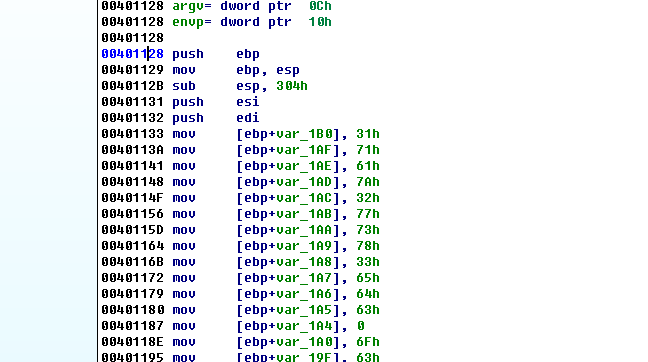 00401128 argv= dword ptr  0Ch
00401128 envp= dword ptr  10h
00401128
00401128 push    ebp
00401129 mov     ebp, esp
0040112B sub     esp, 304h
00401131 push    esi
00401132 push    edi
00401133 mov     [ebp+var_1B0], 31h
0040113A mov     [ebp+var_1AF], 71h
00401141 mov     [ebp+var_1AE], 61h
00401148 mov     [ebp+var_1AD], 7Ah
0040114F mov     [ebp+var_1AC], 32h
00401156 mov     [ebp+var_1AB], 77h
0040115D mov     [ebp+var_1AA], 73h
00401164 mov     [ebp+var_1A9], 78h
0040116B mov     [ebp+var_1A8], 33h
00401172 mov     [ebp+var_1A7], 65h
00401179 mov     [ebp+var_1A6], 64h
00401180 mov     [ebp+var_1A5], 63h
00401187 mov     [ebp+var_1A4], 0
0040118E mov     [ebp+var_1A0], 6Fh
00401195 mov     [ebp+var_19F], 63h